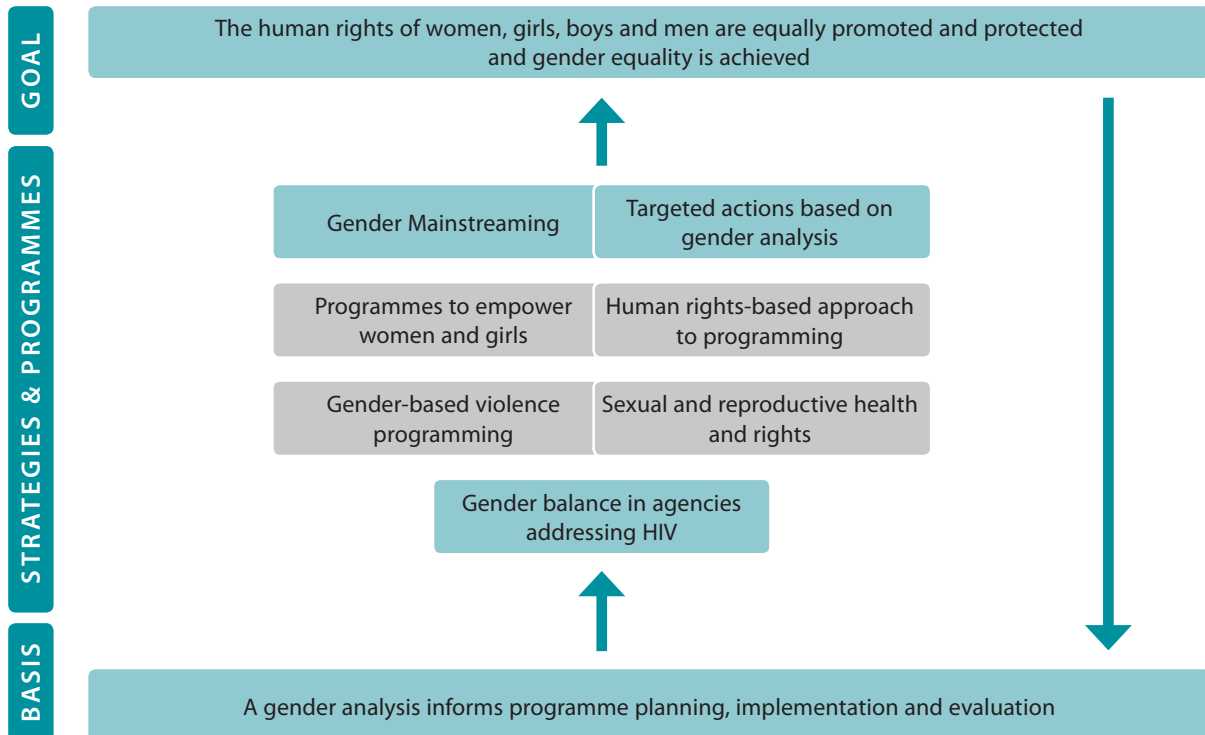 GOAL
The human rights of women, girls, boys and men are equally promoted and protected
and gender equality is achieved
STRATEGIES & PROGRAMMES
Gender Mainstreaming
Targeted actions based on
gender analysis
Programmes to empower
women and girls
Human rights-based approach
to programming
Gender-based violence
programming
Sexual and reproductive health
and rights
Gender balance in agencies
addressing HIV
BASIS
A gender analysis informs programme planning, implementation and evaluation